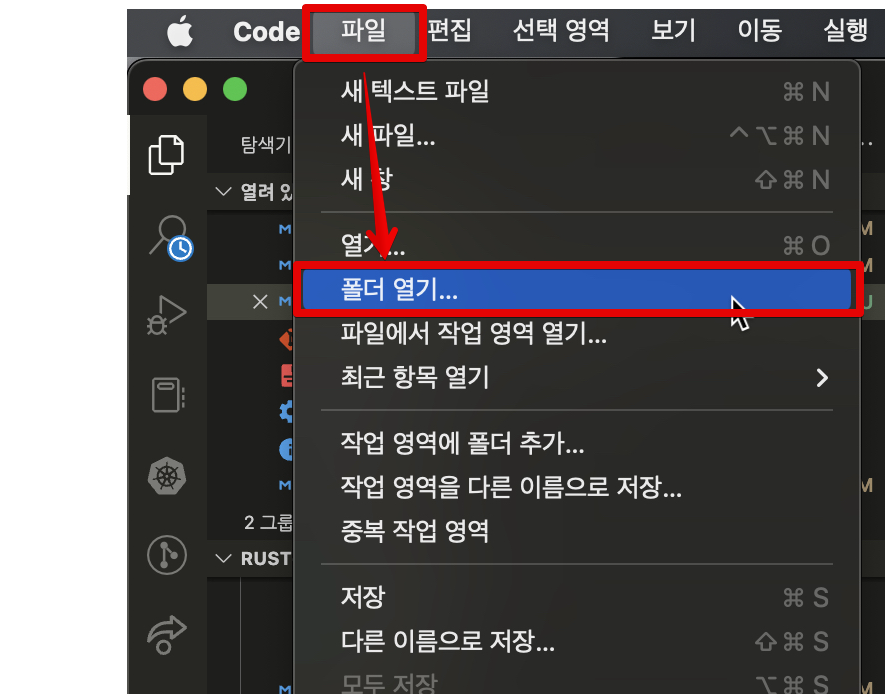 Code 파일 편집 선택 영역 보기 이동 실행
새 텍스트 파일 ⌘ N
탐색기
새 파일... ^⌥⌘ N
새 창 ⇧⌘ N
열려
열기... ⌘ O
폴더 열기...
파일에서 작업 영역 열기...
최근 항목 열기
작업 영역에 폴더 추가...
작업 영역을 다른 이름으로 저장...
중복 작업 영역
2 그룹
RUST
저장 ⌘ S
다른 이름으로 저장... ⇧⌘ S
모두 저장 ⌥⌘ S